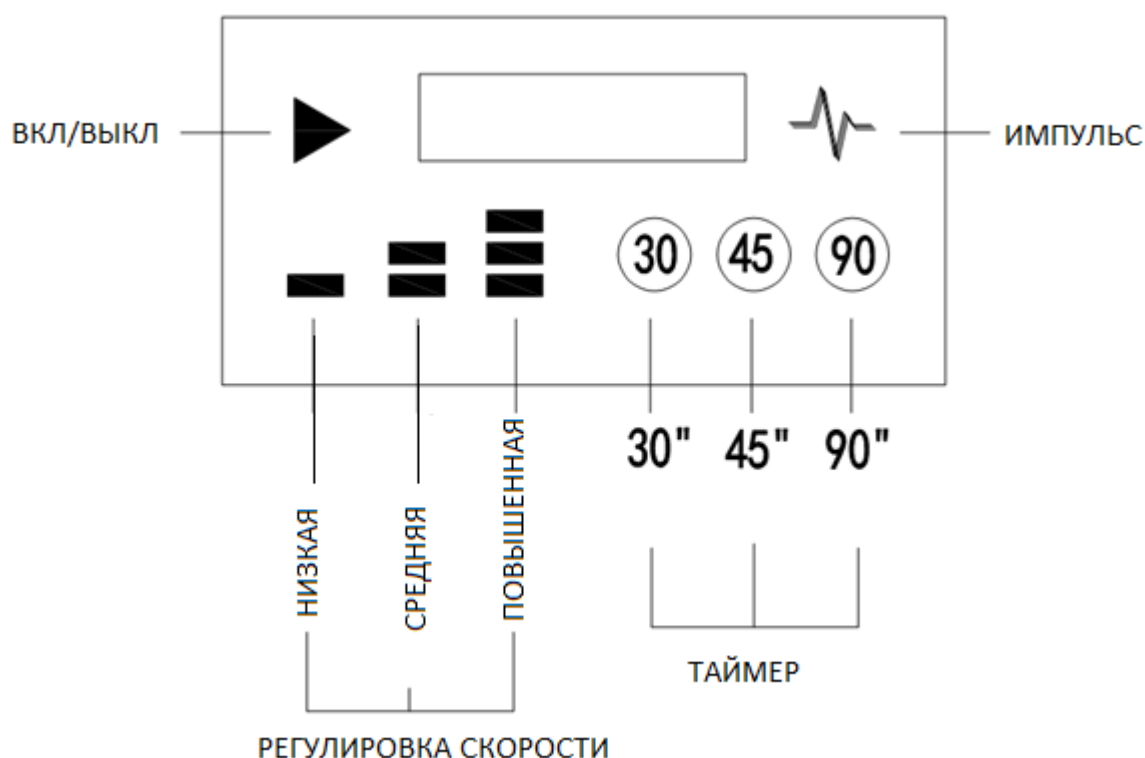 ВКЛ/ВЫКЛ
ИМПУЛЬС
30 45 90
30" 45" 90"
НИЗКАЯ
СРЕДНЯЯ
ПОВЫШЕННАЯ
ТАЙМЕР
РЕГУЛИРОВКА СКОРОСТИ